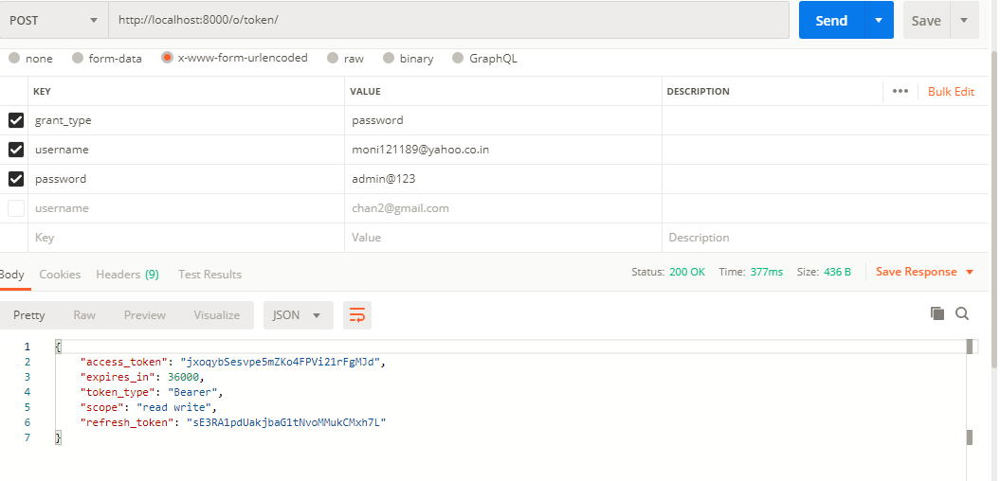 POST http://localhost:8000/o/token/ Send Save
none form-data x-www-form-urlencoded raw binary GraphQL
KEY VALUE DESCRIPTION ••• Bulk Edit
grant_type password
username moni121189@yahoo.co.in
password admin@123
username chan2@gmail.com
Key Value Description
Body Cookies Headers (9) Test Results Status: 200 OK Time: 377ms Size: 436 B Save Response
Pretty Raw Preview Visualize JSON
1 {
2 "access_token": "jxoqybSesvpe5mZKo4FPVi21rFgMJd",
3 "expires_in": 36000,
4 "token_type": "Bearer",
5 "scope": "read write",
6 "refresh_token": "sE3RA1pdUakjbaG1tNvoMMukCMxh7L"
7 }